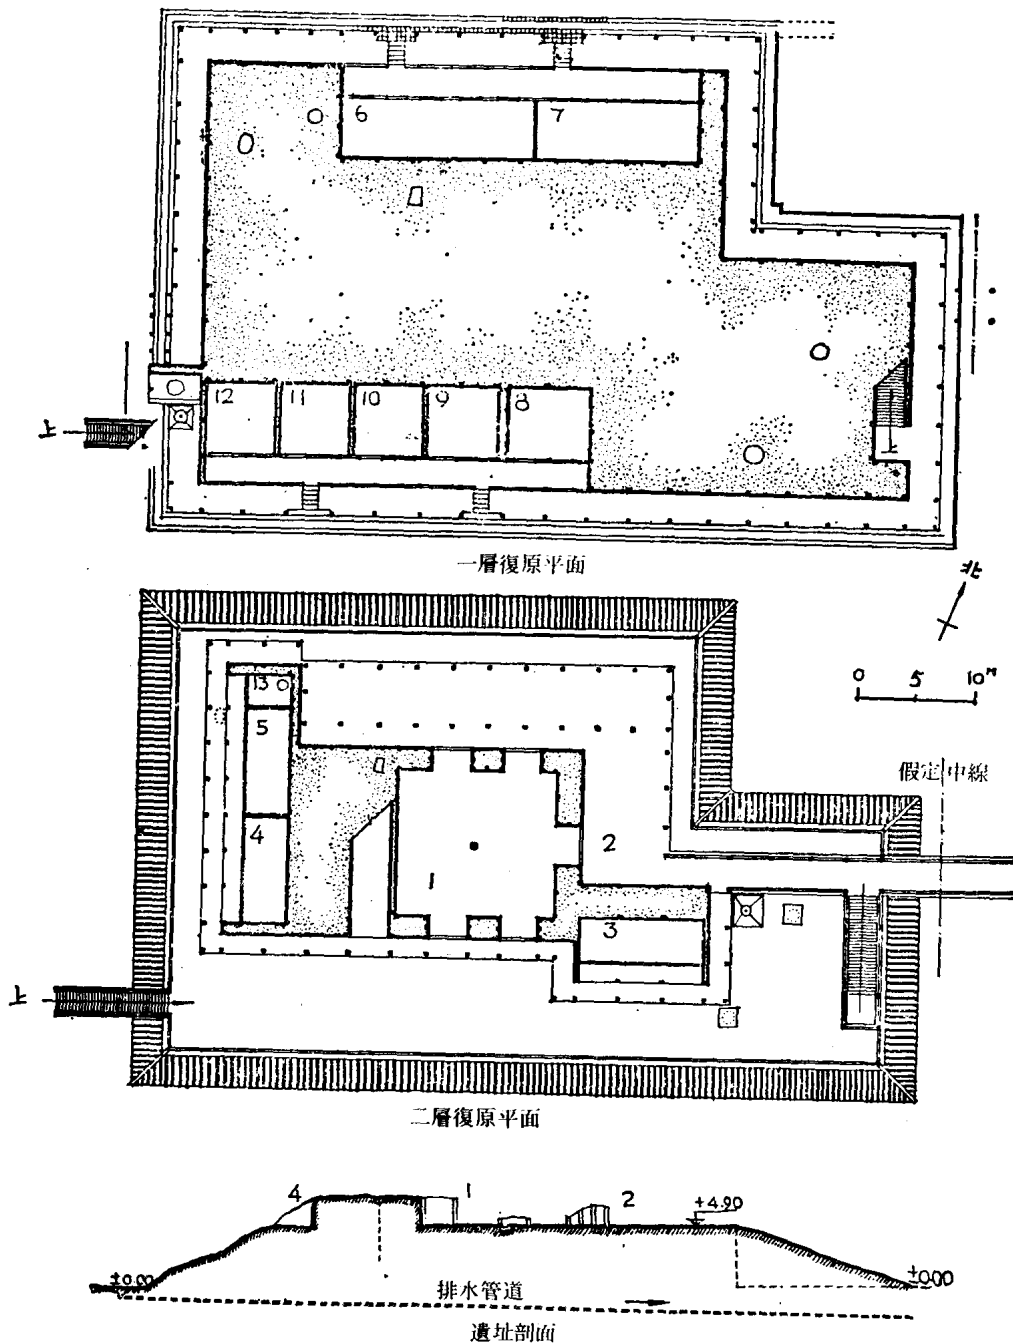 6 7
12 11 10 9 8
上
上
一層復原平面
北
0 5 10ᴹ
13
5
4
1
2
3
假定中線
上
二層復原平面
4 1 2 +4.90
±0.00 ±0.00
排水管道
遺址剖面